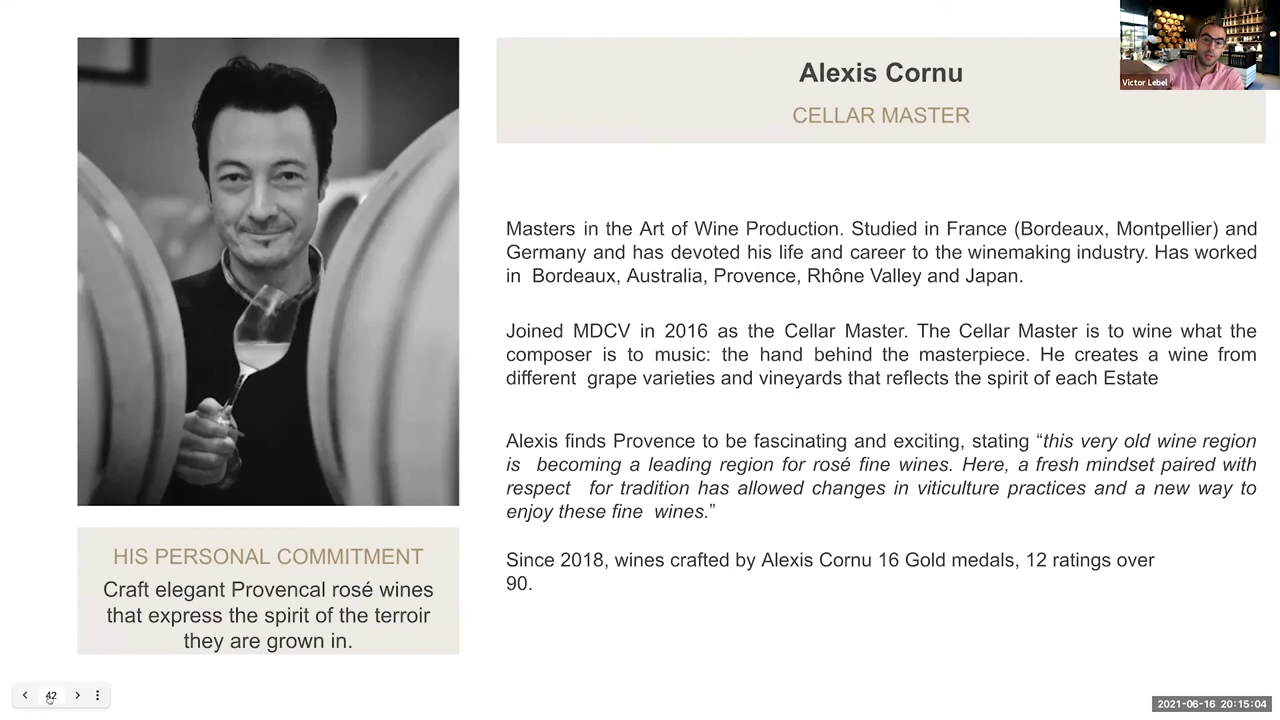 Alexis Cornu
CELLAR MASTER
Victor Lebel
Masters in the Art of Wine Production. Studied in France (Bordeaux, Montpellier) and
Germany and has devoted his life and career to the winemaking industry. Has worked
in Bordeaux, Australia, Provence, Rhône Valley and Japan.
Joined MDCV in 2016 as the Cellar Master. The Cellar Master is to wine what the
composer is to music: the hand behind the masterpiece. He creates a wine from
different grape varieties and vineyards that reflects the spirit of each Estate
Alexis finds Provence to be fascinating and exciting, stating “this very old wine region
is becoming a leading region for rosé fine wines. Here, a fresh mindset paired with
respect for tradition has allowed changes in viticulture practices and a new way to
enjoy these fine wines.”
Since 2018, wines crafted by Alexis Cornu 16 Gold medals, 12 ratings over
90.
HIS PERSONAL COMMITMENT
Craft elegant Provencal rosé wines
that express the spirit of the terroir
they are grown in.
42
2021-06-16 20:15:04